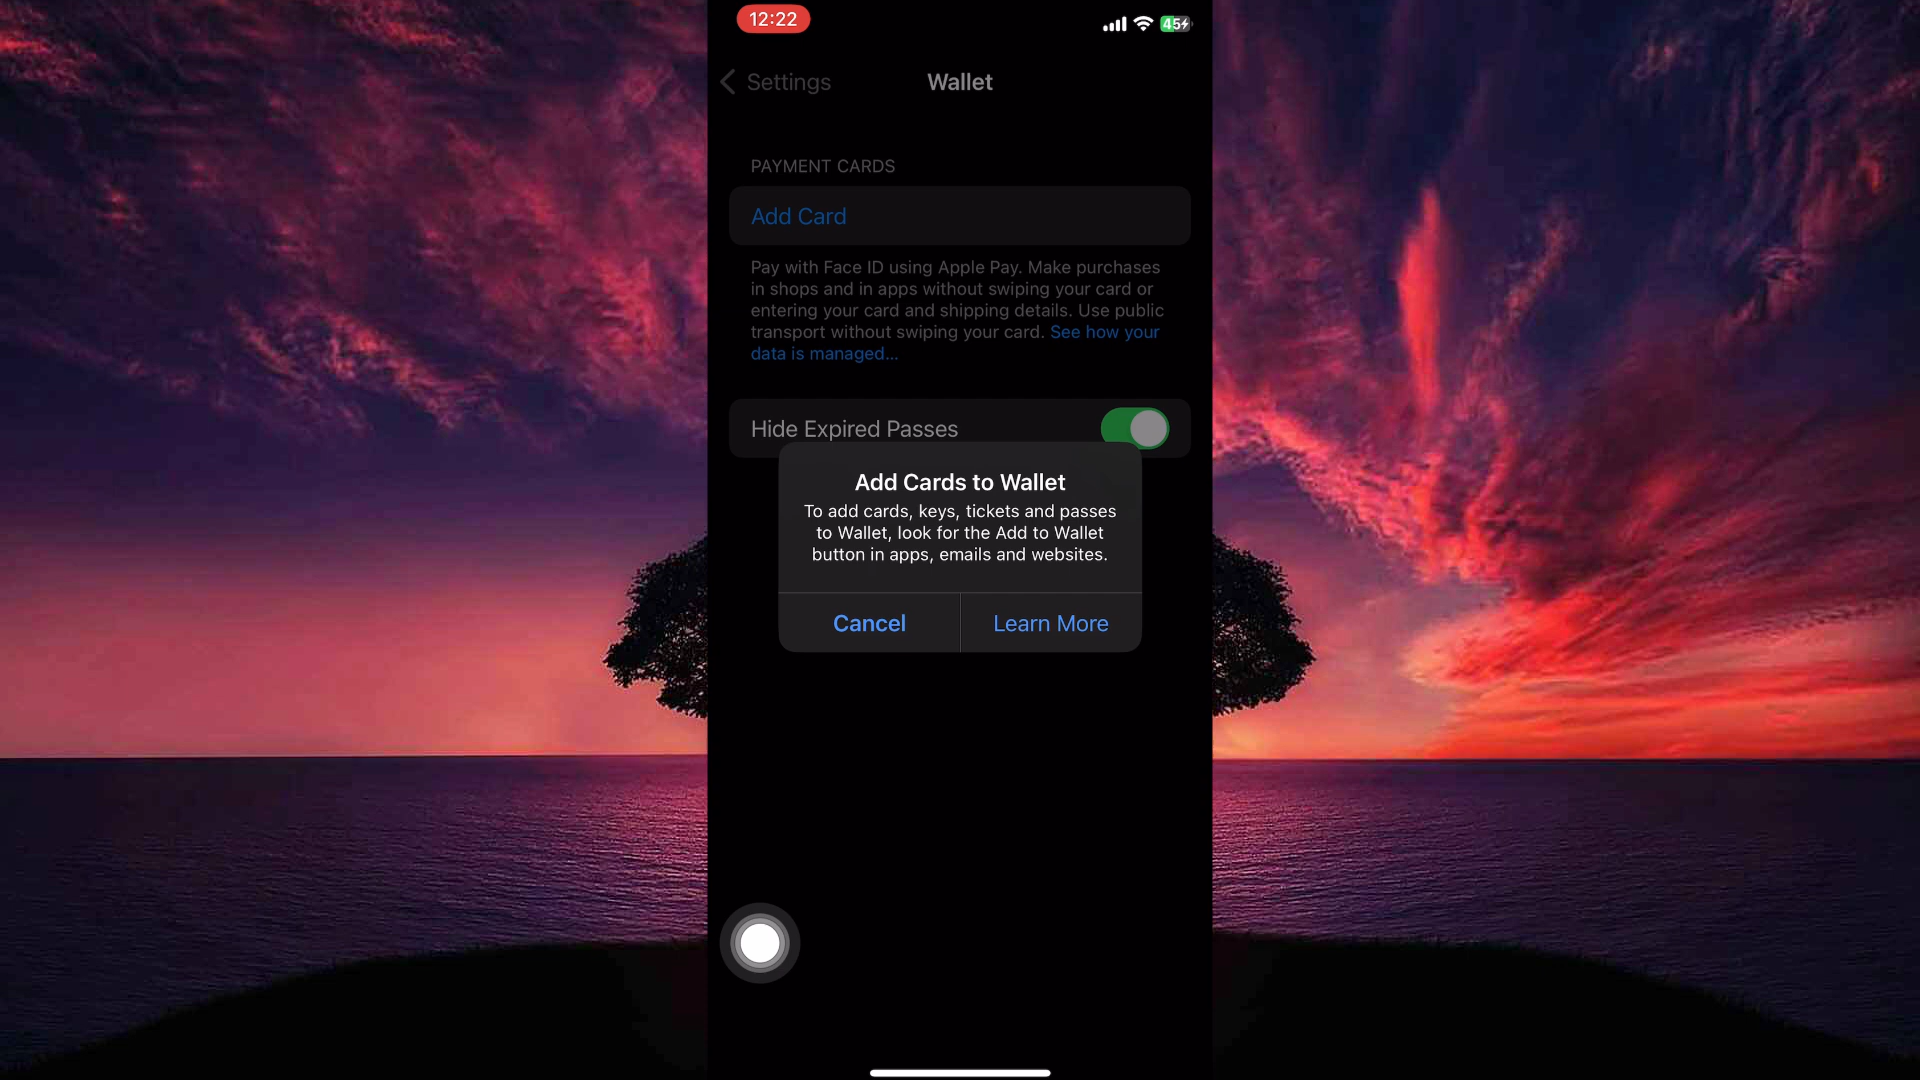 12:22
45
Settings
Wallet
PAYMENT CARDS
Add Card
Pay with Face ID using Apple Pay. Make purchases
in shops and in apps without swiping your card or
entering your card and shipping details. Use public
transport without swiping your card. See how your
data is managed...
Hide Expired Passes
Add Cards to Wallet
To add cards, keys, tickets and passes
to Wallet, look for the Add to Wallet
button in apps, emails and websites.
Cancel
Learn More